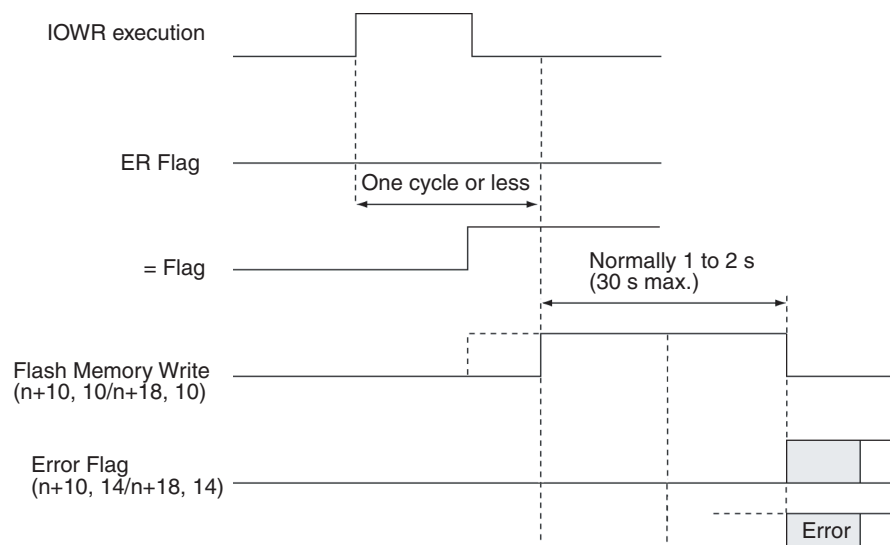 IOWR execution
ER Flag
One cycle or less
= Flag
Normally 1 to 2 s
(30 s max.)
Flash Memory Write
(n+10, 10/n+18, 10)
Error Flag
(n+10, 14/n+18, 14)
Error